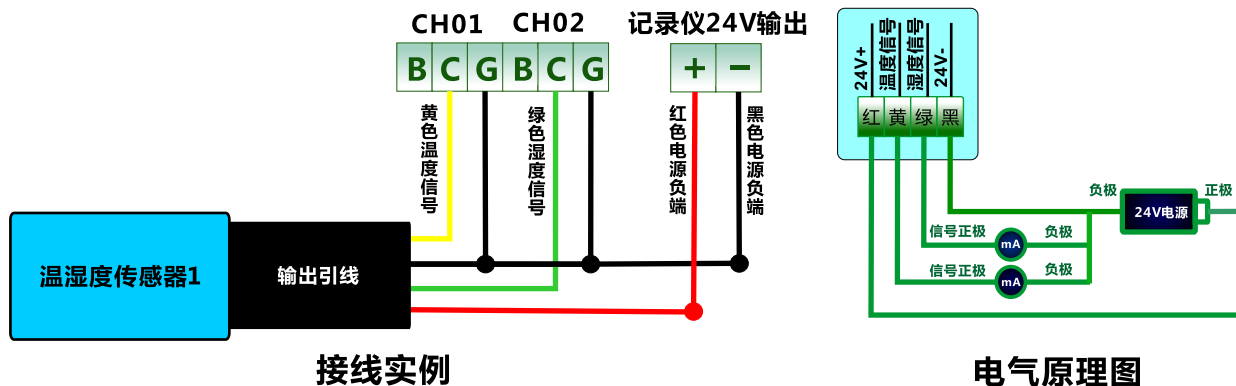 CH01
CH02
记录仪24V输出
B C G B C G
+ −
黄色温度信号
绿色湿度信号
红色电源负端
黑色电源负端
温湿度传感器1
输出引线
接线实例
24V+
温度信号
湿度信号
24V-
红 黄 绿 黑
负极
24V电源
正极
信号正极
mA
负极
信号正极
mA
负极
电气原理图